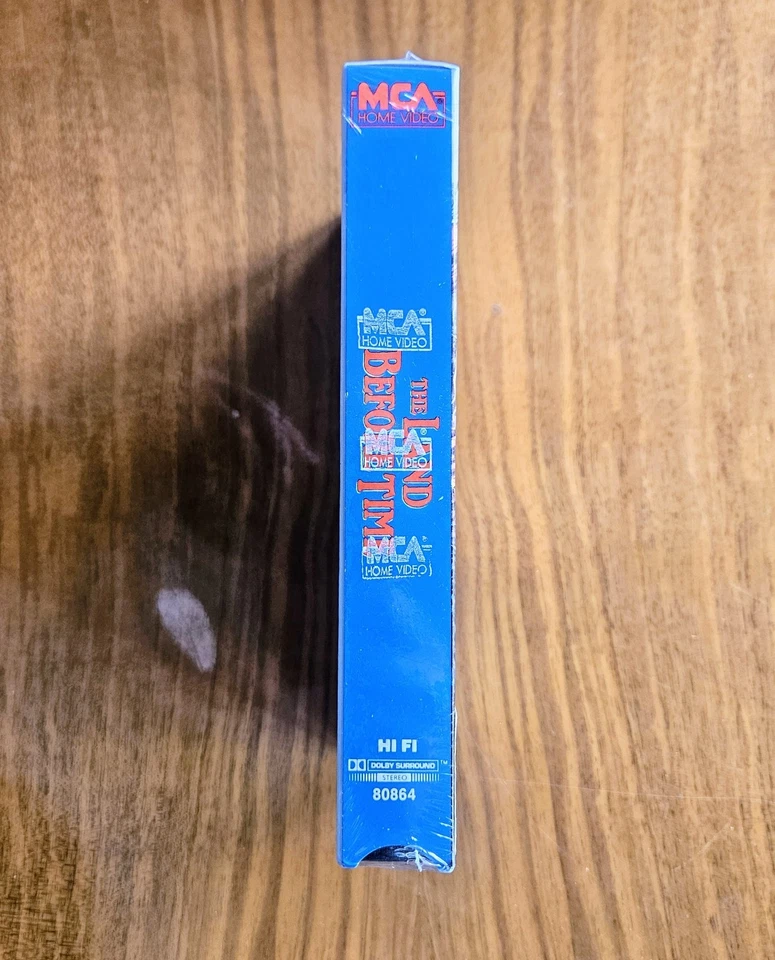 MCA
HOME VIDEO
MCA®
HOME VIDEO
THE LAND
BEFORE TIME
MCA
HOME VIDEO
MCA
HOME VIDEO
HI FI
DOLBY SURROUND™
STEREO
80864